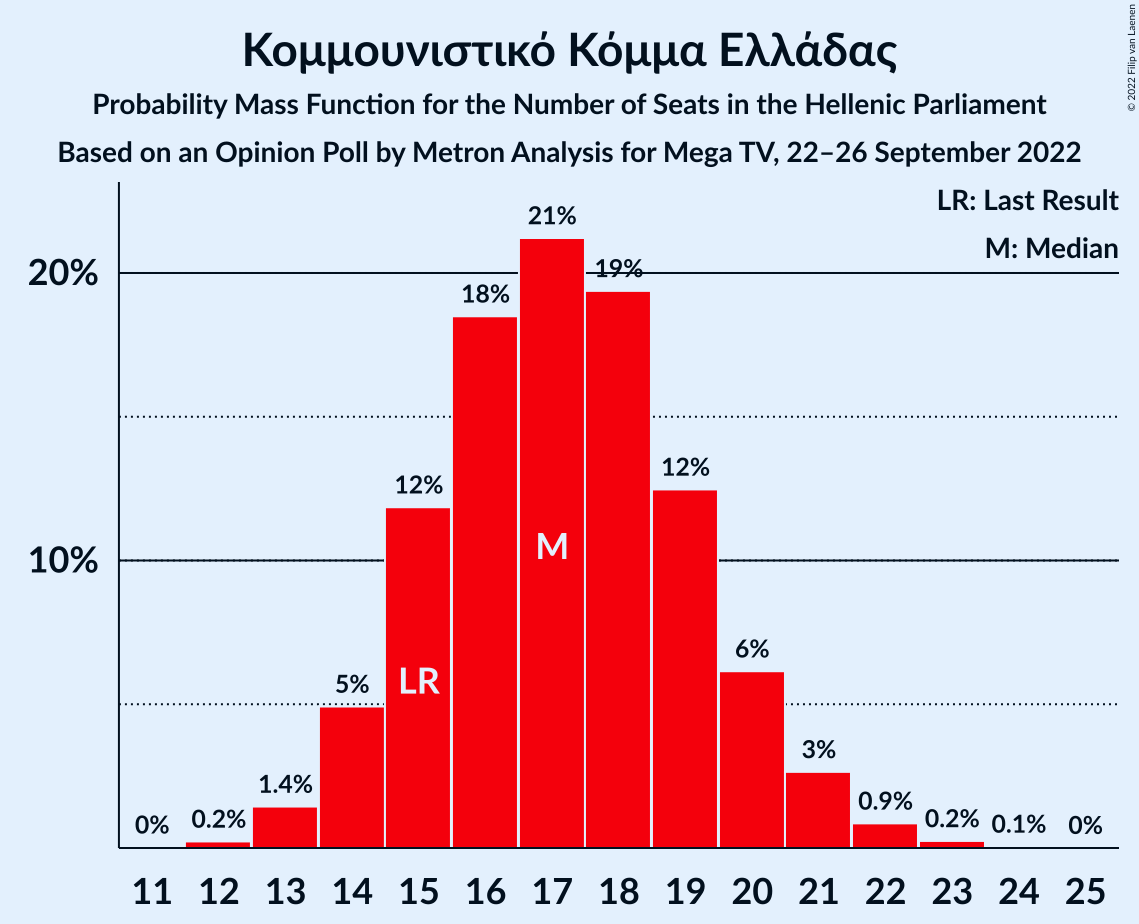 © 2022 Filip van Laenen
Κομμουνιστικό Κόμμα Ελλάδας
Probability Mass Function for the Number of Seats in the Hellenic Parliament
Based on an Opinion Poll by Metron Analysis for Mega TV, 22–26 September 2022
LR: Last Result
M: Median
20%
10%
0%
0.2%
1.4%
5%
12%
18%
21%
19%
12%
6%
3%
0.9%
0.2%
0.1%
0%
LR
M
11 12 13 14 15 16 17 18 19 20 21 22 23 24 25